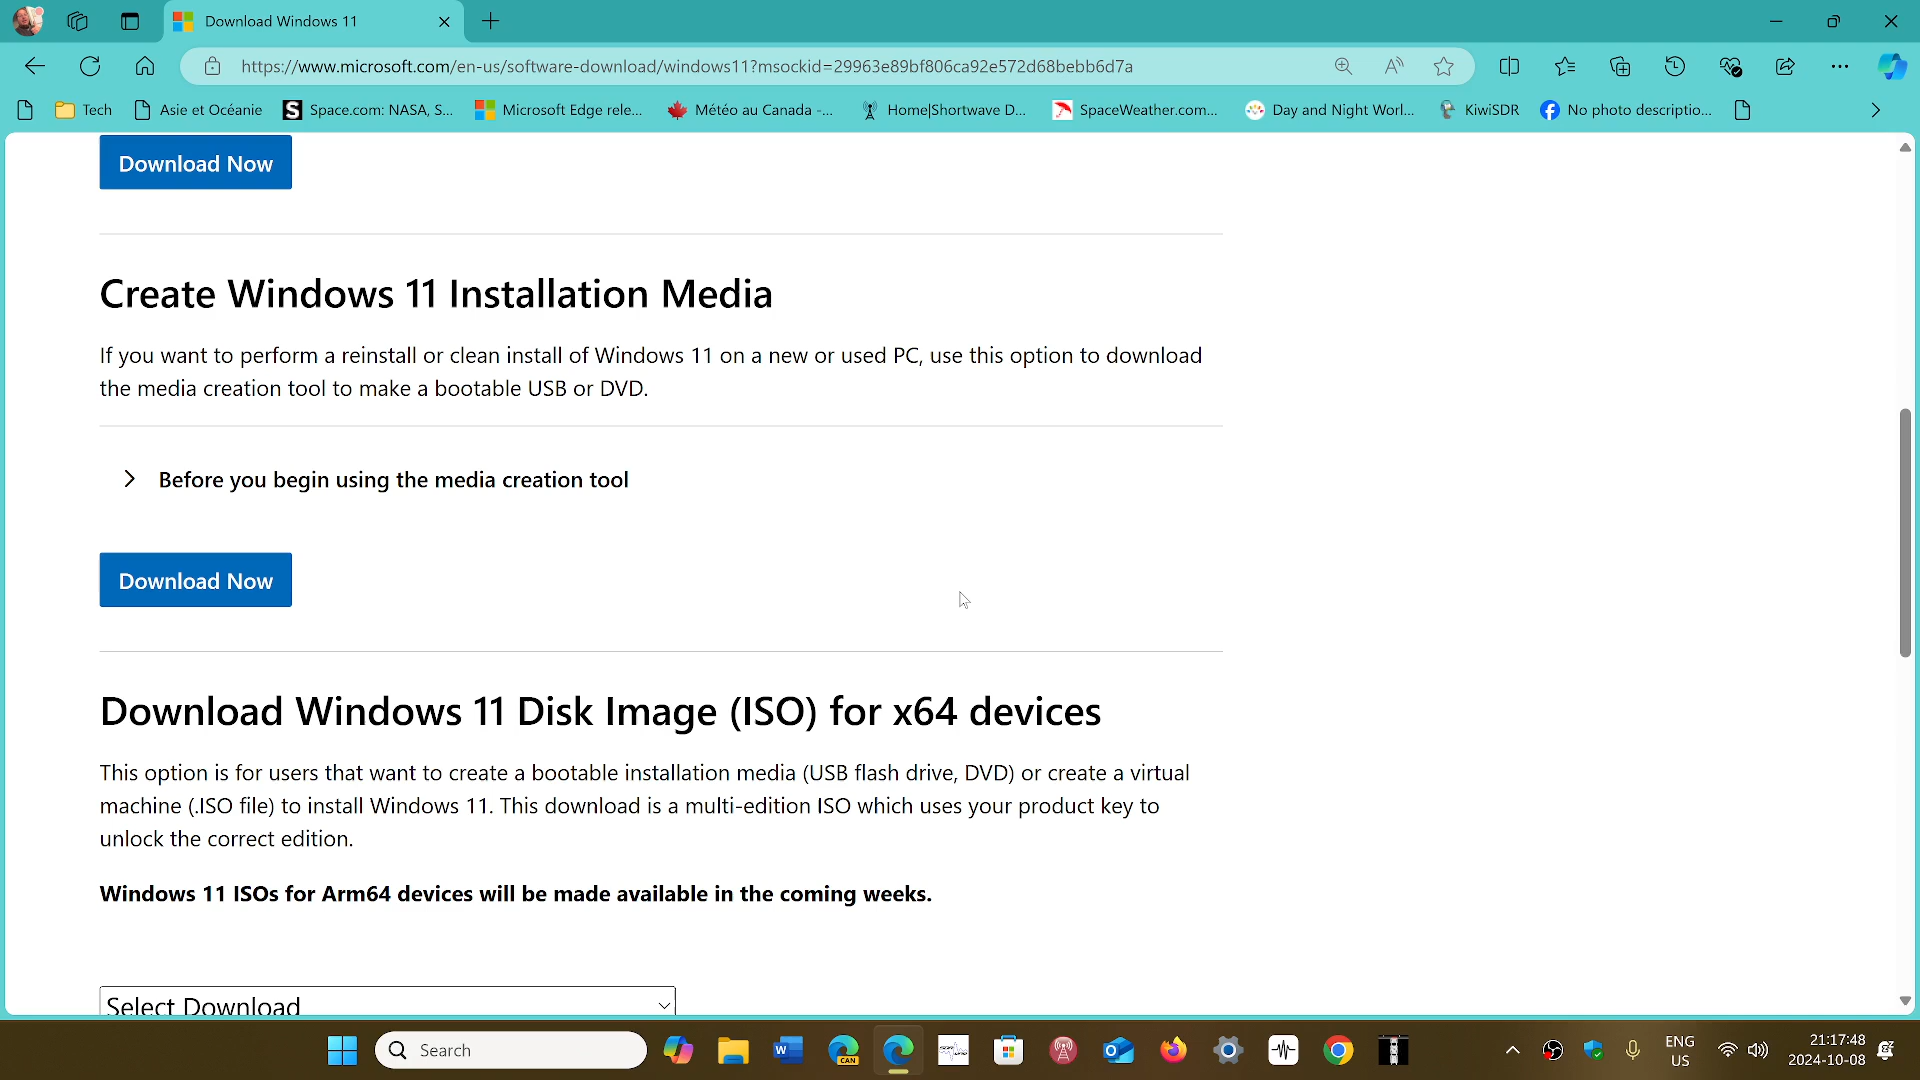 Download Windows 11
https://www.microsoft.com/en-us/software-download/windows11?msockid=29963e89bf806ca92e572d68bebb6d7a
Tech
Asie et Océanie
Space.com: NASA, S...
Microsoft Edge rele...
Météo au Canada -...
Home|Shortwave D...
SpaceWeather.com...
Day and Night Worl...
KiwiSDR
No photo descriptio...
Download Now
Create Windows 11 Installation Media
If you want to perform a reinstall or clean install of Windows 11 on a new or used PC, use this option to download
the media creation tool to make a bootable USB or DVD.
Before you begin using the media creation tool
Download Now
Download Windows 11 Disk Image (ISO) for x64 devices
This option is for users that want to create a bootable installation media (USB flash drive, DVD) or create a virtual
machine (.ISO file) to install Windows 11. This download is a multi-edition ISO which uses your product key to
unlock the correct edition.
Windows 11 ISOs for Arm64 devices will be made available in the coming weeks.
Select Download
Search
CAN
ENG
US
21:17:48
2024-10-08